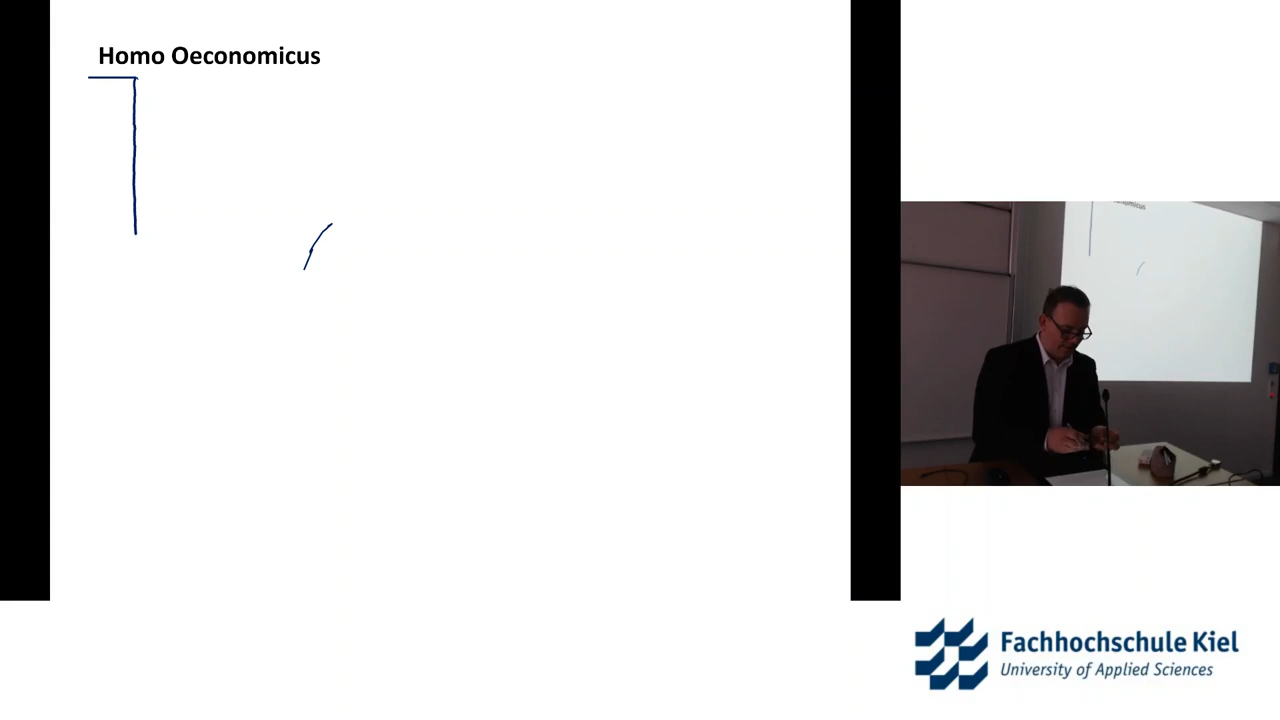 Homo Oeconomicus
Fachhochschule Kiel
University of Applied Sciences